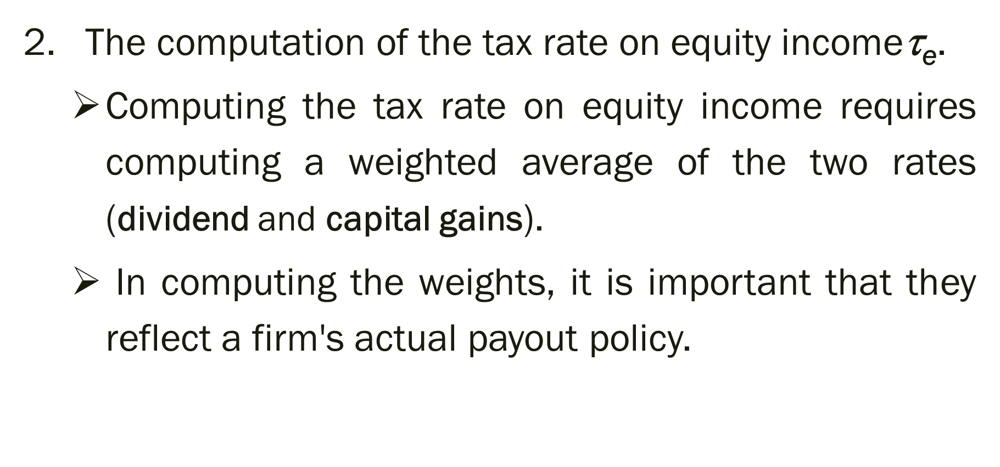 2. The computation of the tax rate on equity income τe.
➢ Computing the tax rate on equity income requires
computing a weighted average of the two rates
(dividend and capital gains).
➢ In computing the weights, it is important that they
reflect a firm's actual payout policy.